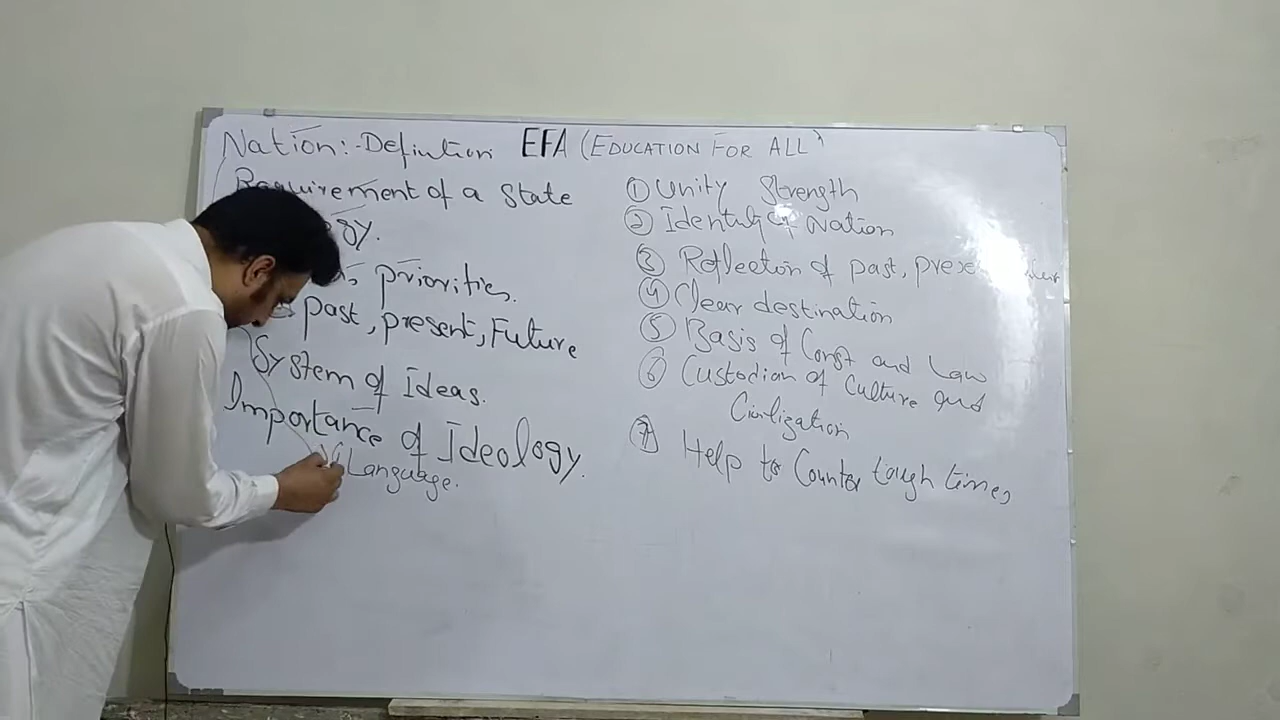 Nation:-Definition EFA (EDUCATION FOR ALL)
Requirement of a State
priorities.
past, present, Future
System of Ideas.
Importance of Ideology.
Language.
① Unity Strength
② Identity of Nation
③ Reflection of past,
④ Clear destination
⑤ Basis of Const and Law
⑥ Custodian of Culture and
Civilization
⑦ Help to Counter tough times